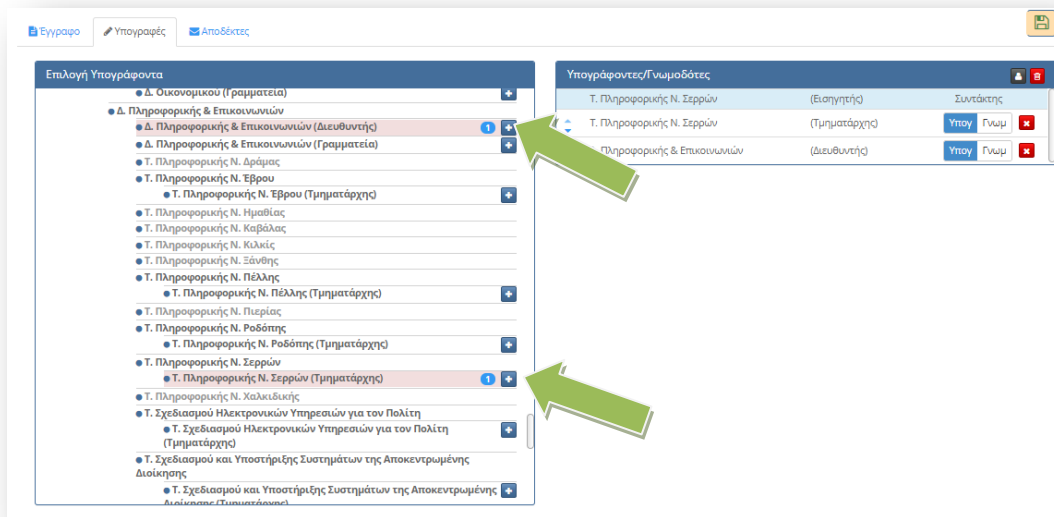 Έγγραφο Υπογραφές Αποδέκτες
Επιλογή Υπογράφοντα
Δ. Οικονομικού (Γραμματεία)
Δ. Πληροφορικής & Επικοινωνιών
Δ. Πληροφορικής & Επικοινωνιών (Διευθυντής) 1
Δ. Πληροφορικής & Επικοινωνιών (Γραμματεία)
Τ. Πληροφορικής Ν. Δράμας
Τ. Πληροφορικής Ν. Έβρου
Τ. Πληροφορικής Ν. Έβρου (Τμηματάρχης)
Τ. Πληροφορικής Ν. Ημαθίας
Τ. Πληροφορικής Ν. Καβάλας
Τ. Πληροφορικής Ν. Κιλκίς
Τ. Πληροφορικής Ν. Ξάνθης
Τ. Πληροφορικής Ν. Πέλλης
Τ. Πληροφορικής Ν. Πέλλης (Τμηματάρχης)
Τ. Πληροφορικής Ν. Πιερίας
Τ. Πληροφορικής Ν. Ροδόπης
Τ. Πληροφορικής Ν. Ροδόπης (Τμηματάρχης)
Τ. Πληροφορικής Ν. Σερρών
Τ. Πληροφορικής Ν. Σερρών (Τμηματάρχης) 1
Τ. Πληροφορικής Ν. Χαλκιδικής
Τ. Σχεδιασμού Ηλεκτρονικών Υπηρεσιών για τον Πολίτη
Τ. Σχεδιασμού Ηλεκτρονικών Υπηρεσιών για τον Πολίτη
(Τμηματάρχης)
Τ. Σχεδιασμού και Υποστήριξης Συστημάτων της Αποκεντρωμένης
Διοίκησης
Τ. Σχεδιασμού και Υποστήριξης Συστημάτων της Αποκεντρωμένης
Διοίκησης (Τμηματάρχης)
Υπογράφοντες/Γνωμοδότες
Τ. Πληροφορικής Ν. Σερρών (Εισηγητής) Συντάκτης
Τ. Πληροφορικής Ν. Σερρών (Τμηματάρχης) Υπογ Γνωμ
Πληροφορικής & Επικοινωνιών (Διευθυντής) Υπογ Γνωμ